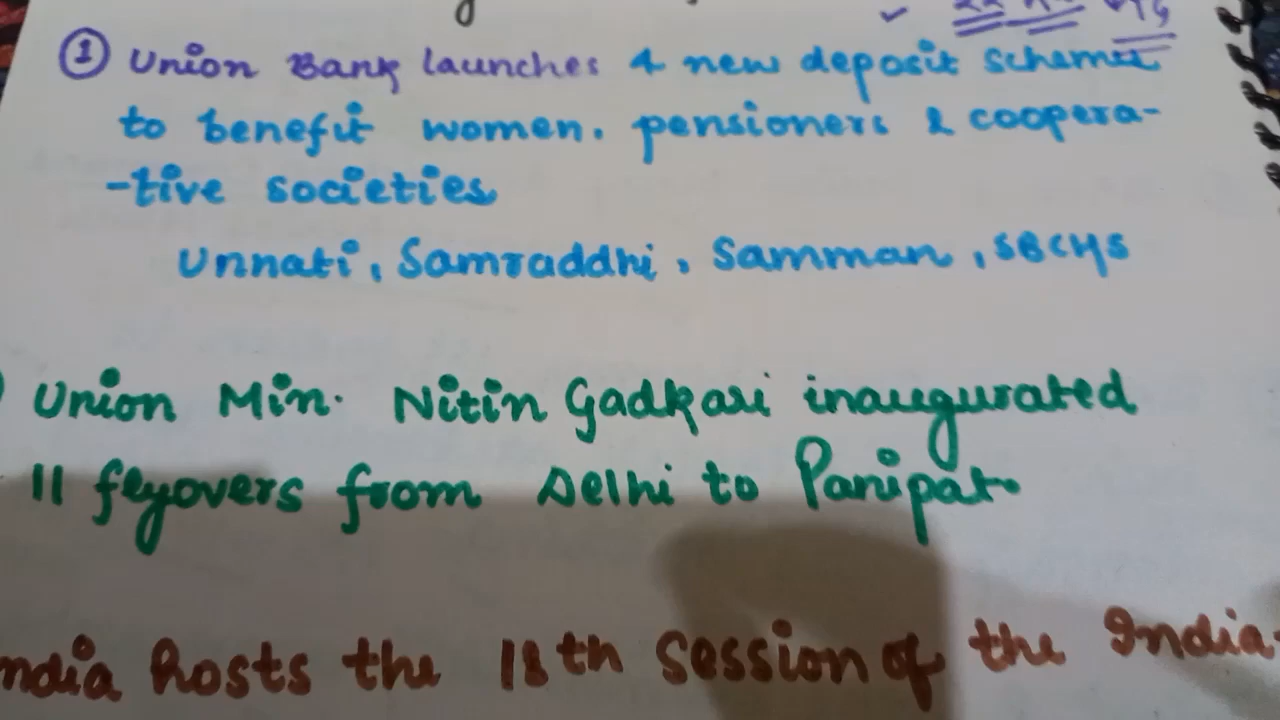 ① Union Bank launches 4 new deposit schemes
to benefit women. pensioners & coopera-
-tive societies
Unnati, Samraddhi, Samman, SBCHS
Union Min. Nitin Gadkari inaugurated
11 flyovers from Delhi to Panipat.
ndia hosts the 18th Session of the India-